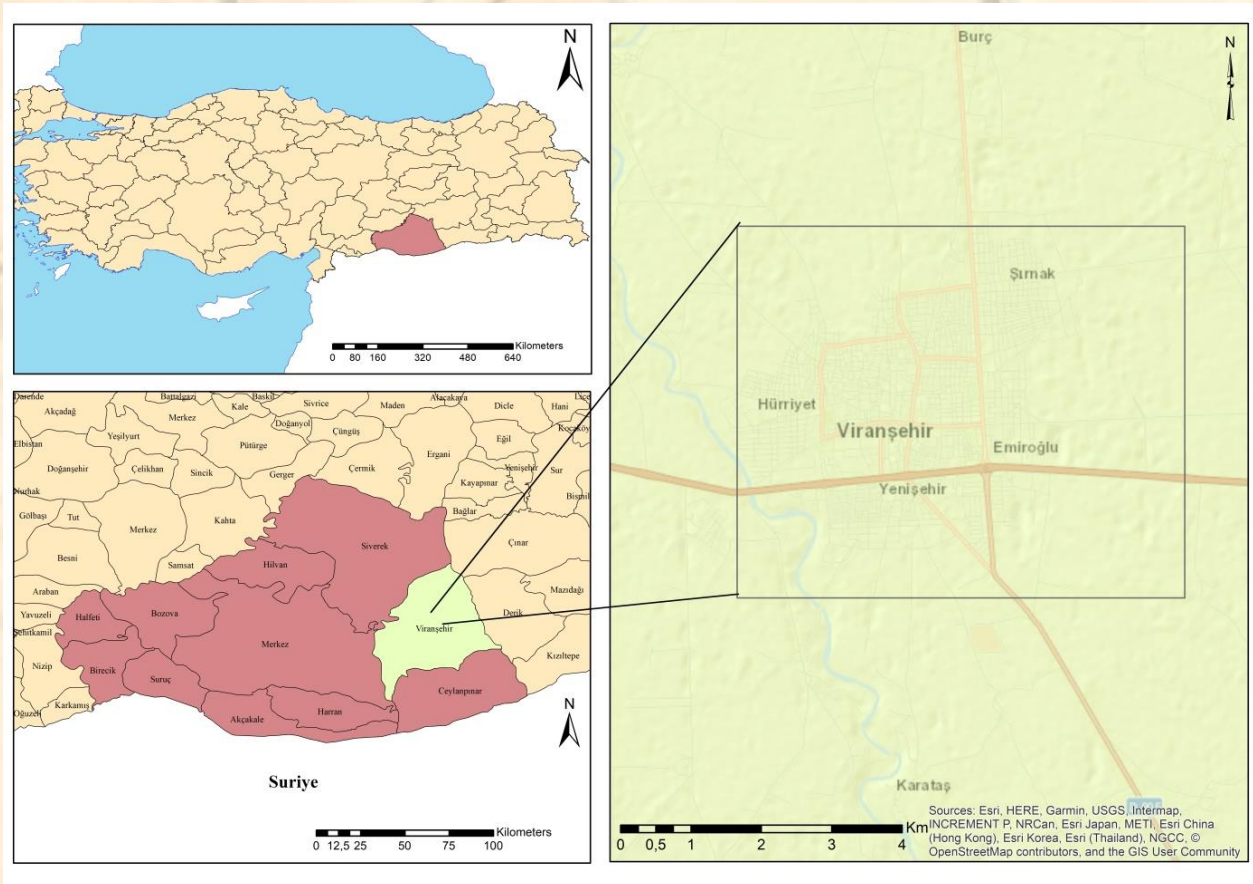 N
Kilometers
0 80 160 320 480 640
Darende
Battalgazi
Baskil
Alacakaya
Lice
Akçadağ
Merkez
Kale
Sivrice
Maden
Dicle
Hani
Doğanyol
Koçaköy
Elbistan
Yeşilyurt
Pütürge
Çüngüş
Ergani
Eğil
Doğanşehir
Çelikhan
Sincik
Gerger
Çermik
Yenişehir
Sur
Kayapınar
Nurhak
Bismil
Gölbaşı
Tut
Merkez
Kahta
Bağlar
Siverek
Çınar
Besni
Samsat
Hilvan
Araban
Mazıdağı
Yavuzeli
Halfeti
Bozova
Derik
Şehitkamil
Viranşehir
Merkez
Nizip
Birecik
Suruç
Kızıltepe
Ceylanpınar
Oğuzeli
Karkamış
Akçakale
Harran
N
Suriye
Kilometers
0 12,5 25 50 75 100
Burç
N
Şırnak
Hürriyet
Viranşehir
Emiroğlu
Yenişehir
Karataş
Km
0 0,5 1 2 3 4
Sources: Esri, HERE, Garmin, USGS, Intermap,
INCREMENT P, NRCan, Esri Japan, METI, Esri China
(Hong Kong), Esri Korea, Esri (Thailand), NGCC, ©
OpenStreetMap contributors, and the GIS User Community